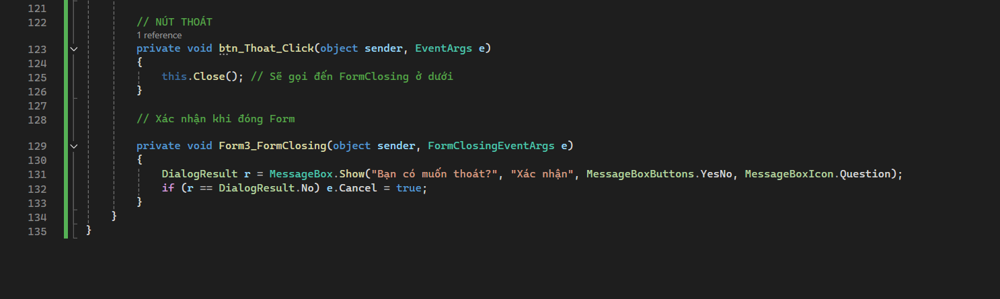 121
122 // NÚT THOÁT
1 reference
123 private void btn_Thoat_Click(object sender, EventArgs e)
124 {
125 this.Close(); // Sẽ gọi đến FormClosing ở dưới
126 }
127
128 // Xác nhận khi đóng Form
129 private void Form3_FormClosing(object sender, FormClosingEventArgs e)
130 {
131 DialogResult r = MessageBox.Show("Bạn có muốn thoát?", "Xác nhận", MessageBoxButtons.YesNo, MessageBoxIcon.Question);
132 if (r == DialogResult.No) e.Cancel = true;
133 }
134 }
135 }